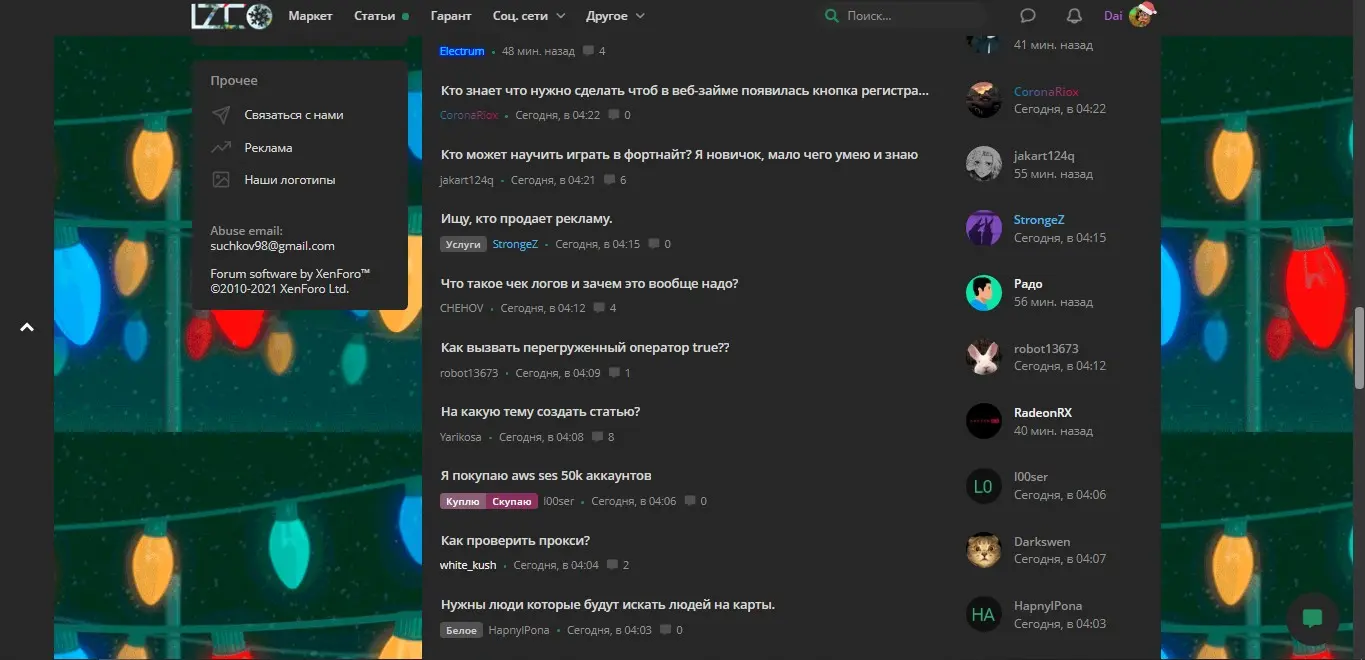 LZTO
Маркет
Статьи
Гарант
Соц. сети
Другое
Поиск...
Dai
Прочее
Связаться с нами
Реклама
Наши логотипы
Abuse email:
suchkov98@gmail.com
Forum software by XenForo™
©2010-2021 XenForo Ltd.
Electrum • 48 мин. назад 4
41 мин. назад
Кто знает что нужно сделать чтоб в веб-займе появилась кнопка регистра...
CoronaRiox • Сегодня, в 04:22 0
CoronaRiox
Сегодня, в 04:22
Кто может научить играть в фортнайт? Я новичок, мало чего умею и знаю
jakart124q • Сегодня, в 04:21 6
jakart124q
55 мин. назад
Ищу, кто продает рекламу.
Услуги StrongeZ • Сегодня, в 04:15 0
StrongeZ
Сегодня, в 04:15
Что такое чек логов и зачем это вообще надо?
CHEHOV • Сегодня, в 04:12 4
Радо
56 мин. назад
Как вызвать перегруженный оператор true??
robot13673 • Сегодня, в 04:09 1
robot13673
Сегодня, в 04:12
На какую тему создать статью?
Yarikosa • Сегодня, в 04:08 8
RadeonRX
40 мин. назад
Я покупаю aws ses 50k аккаунтов
Куплю Скупаю l00ser • Сегодня, в 04:06 0
L0
l00ser
Сегодня, в 04:06
Как проверить прокси?
white_kush • Сегодня, в 04:04 2
Darkswen
Сегодня, в 04:07
Нужны люди которые будут искать людей на карты.
Белое HapnylPona • Сегодня, в 04:03 0
HA
HapnylPona
Сегодня, в 04:03